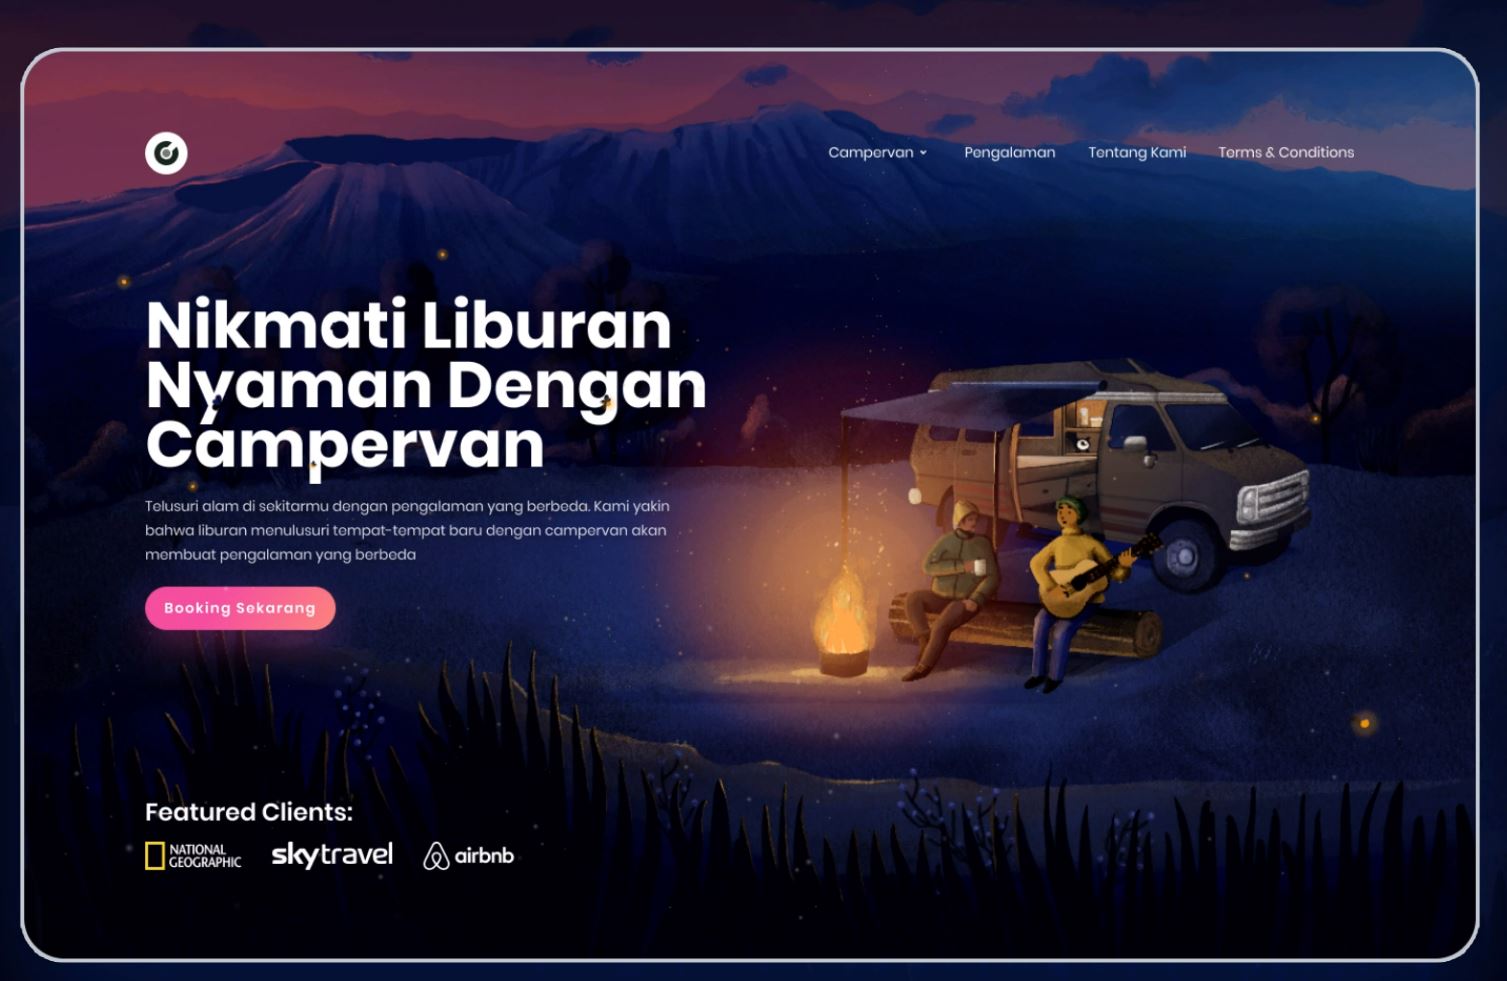 Campervan
Pengalaman
Tentang Kami
Terms & Conditions
Nikmati Liburan
Nyaman Dengan
Campervan
Telusuri alam di sekitarmu dengan pengalaman yang berbeda. Kami yakin
bahwa liburan menulusuri tempat-tempat baru dengan campervan akan
membuat pengalaman yang berbeda
Booking Sekarang
Featured Clients:
NATIONAL
GEOGRAPHIC
skytravel
airbnb